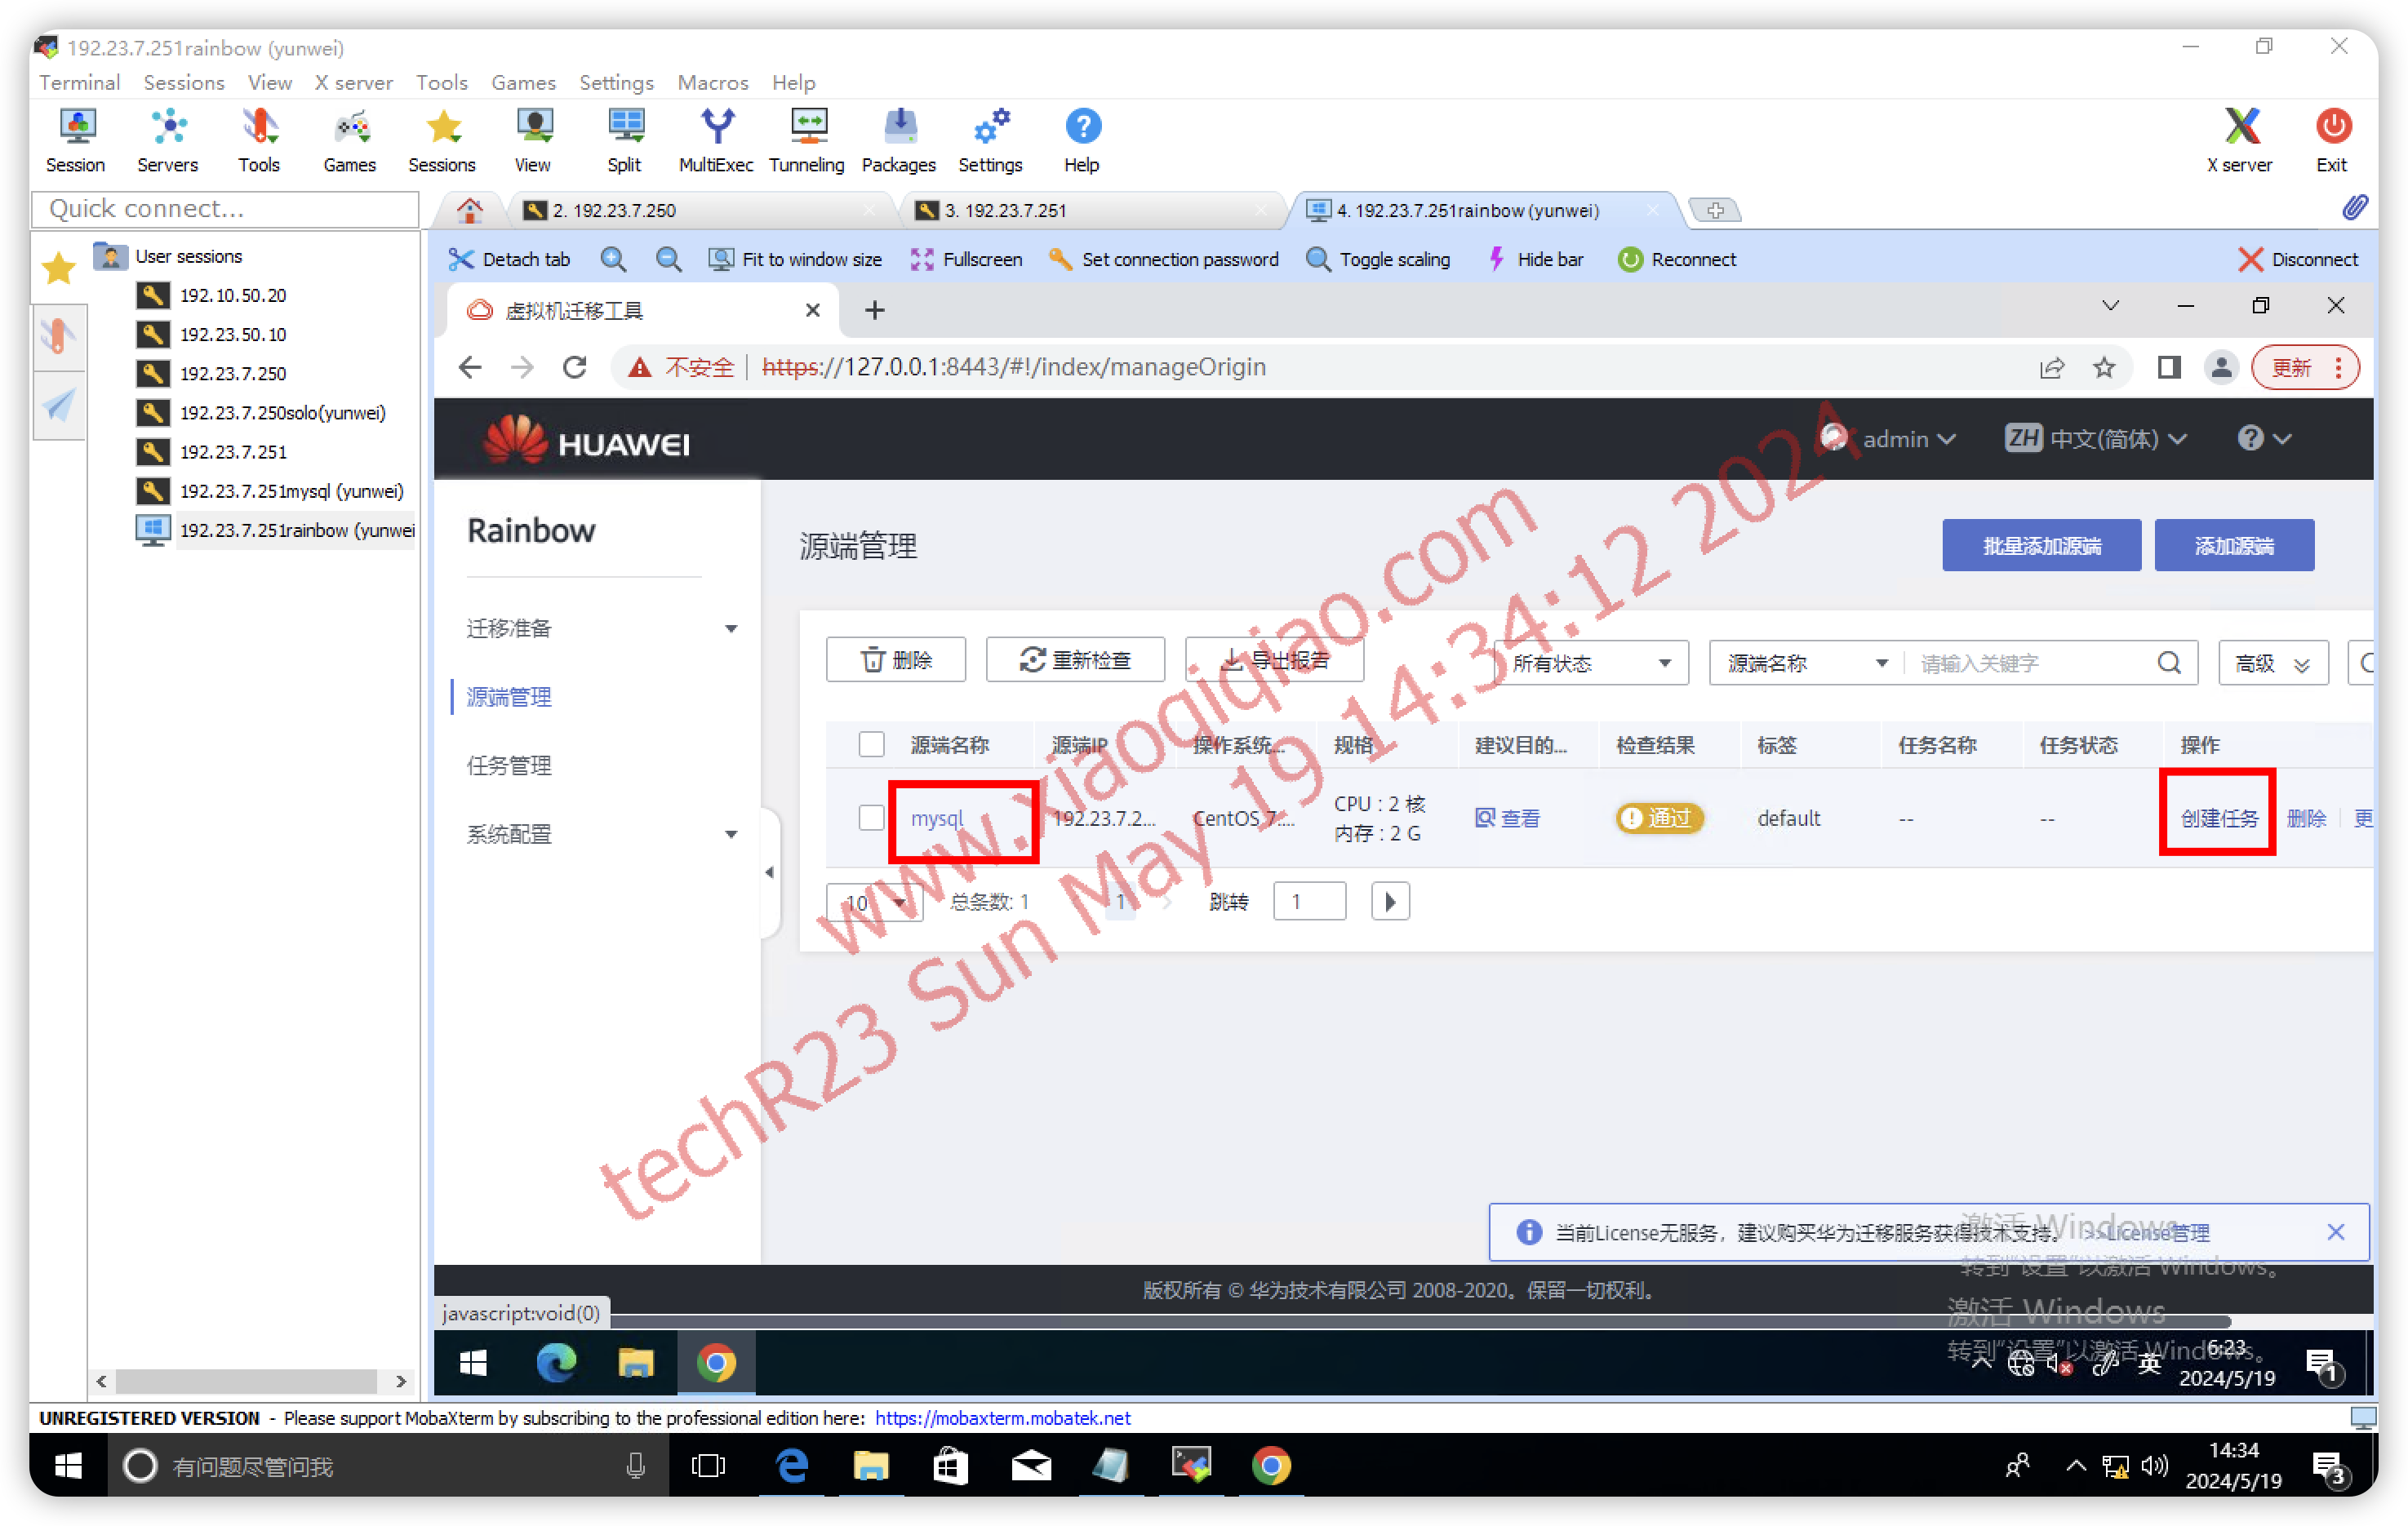 192.23.7.251rainbow (yunwei)
Terminal Sessions View X server Tools Games Settings Macros Help
Session Servers Tools Games Sessions View Split MultiExec Tunneling Packages Settings Help X server Exit
Quick connect...
2. 192.23.7.250
3. 192.23.7.251
4. 192.23.7.251rainbow (yunwei)
User sessions
192.10.50.20
192.23.50.10
192.23.7.250
192.23.7.250solo(yunwei)
192.23.7.251
192.23.7.251mysql (yunwei)
192.23.7.251rainbow (yunwei
Detach tab Fit to window size Fullscreen Set connection password Toggle scaling Hide bar Reconnect Disconnect
虚拟机迁移工具
不安全 https://127.0.0.1:8443/#!/index/manageOrigin 更新
HUAWEI admin ZH 中文(简体)
Rainbow
迁移准备
源端管理
任务管理
系统配置
源端管理 批量添加源端 添加源端
删除 重新检查 导出报告 所有状态 源端名称 请输入关键字 高级
源端名称 源端IP 操作系统... 规格 建议目的... 检查结果 标签 任务名称 任务状态 操作
mysql 192.23.7.2... CentOS 7.... CPU : 2 核 查看 通过 default -- -- 创建任务 删除 更
内存 : 2 G
10 总条数: 1 1 跳转 1
www.xiaoqiqiao.com
techR23 Sun May 19 14:34:12 2024
当前License无服务，建议购买华为迁移服务获得技术支持。 >>License管理
激活 Windows
转到"设置"以激活 Windows。
版权所有 © 华为技术有限公司 2008-2020。保留一切权利。
激活 Windows
转到"设置"以激活 Windows。
javascript:void(0)
英 6:23
2024/5/19 1
UNREGISTERED VERSION - Please support MobaXterm by subscribing to the professional edition here: https://mobaxterm.mobatek.net
有问题尽管问我
14:34
2024/5/19 3